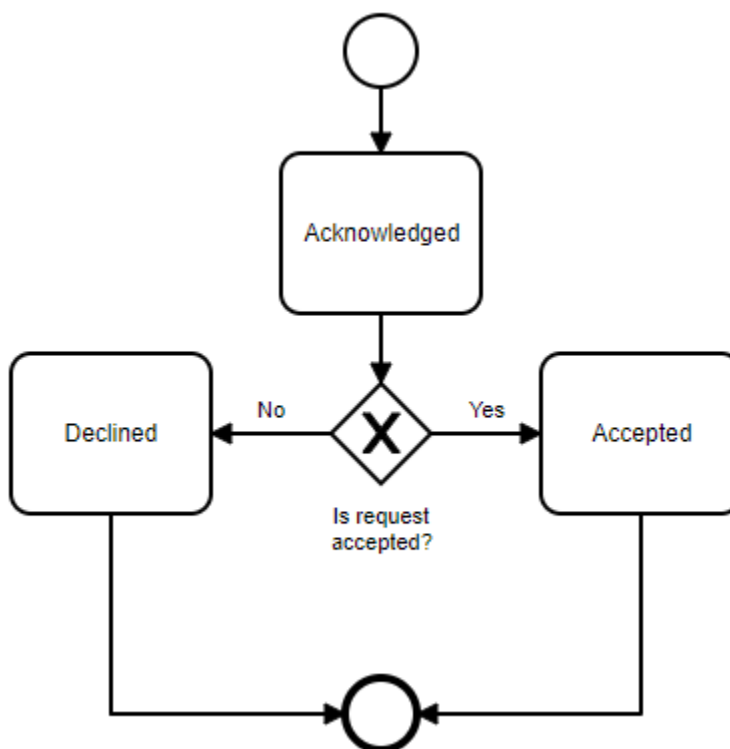 Acknowledged
No
Yes
Declined
Accepted
Is request
accepted?